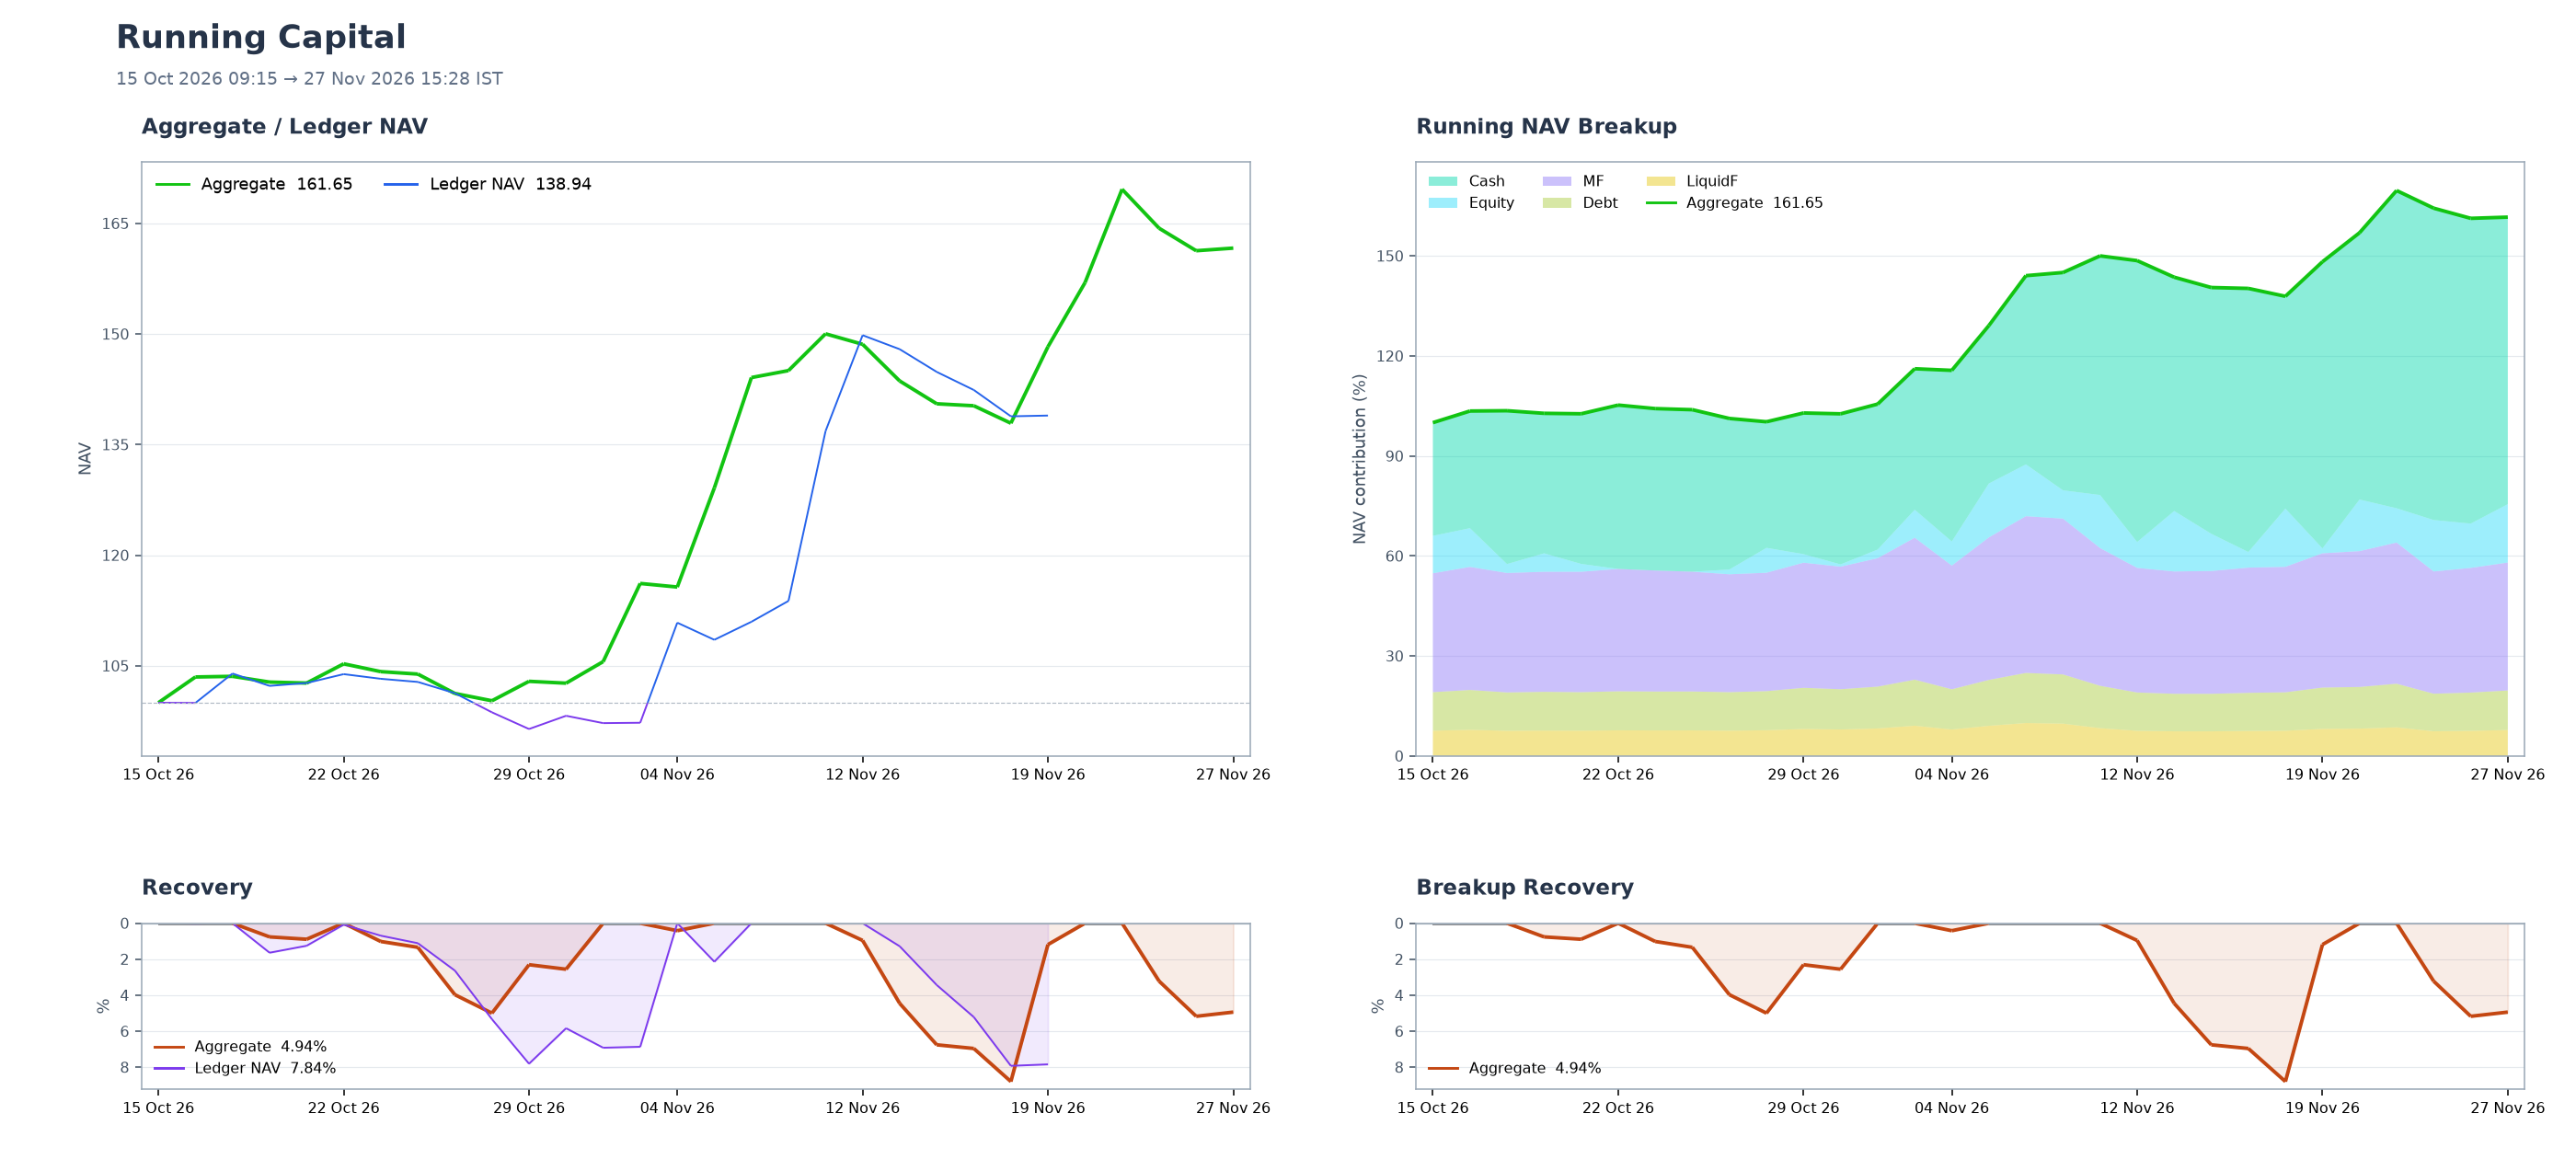 Running Capital
15 Oct 2026 09:15 → 27 Nov 2026 15:28 IST
Aggregate / Ledger NAV
Aggregate 161.65 Ledger NAV 138.94
NAV
165
150
135
120
105
15 Oct 26 22 Oct 26 29 Oct 26 04 Nov 26 12 Nov 26 19 Nov 26 27 Nov 26
Running NAV Breakup
Cash MF LiquidF
Equity Debt Aggregate 161.65
NAV contribution (%)
150
120
90
60
30
0
15 Oct 26 22 Oct 26 29 Oct 26 04 Nov 26 12 Nov 26 19 Nov 26 27 Nov 26
Recovery
%
0
2
4
6
8
Aggregate 4.94%
Ledger NAV 7.84%
15 Oct 26 22 Oct 26 29 Oct 26 04 Nov 26 12 Nov 26 19 Nov 26 27 Nov 26
Breakup Recovery
%
0
2
4
6
8
Aggregate 4.94%
15 Oct 26 22 Oct 26 29 Oct 26 04 Nov 26 12 Nov 26 19 Nov 26 27 Nov 26